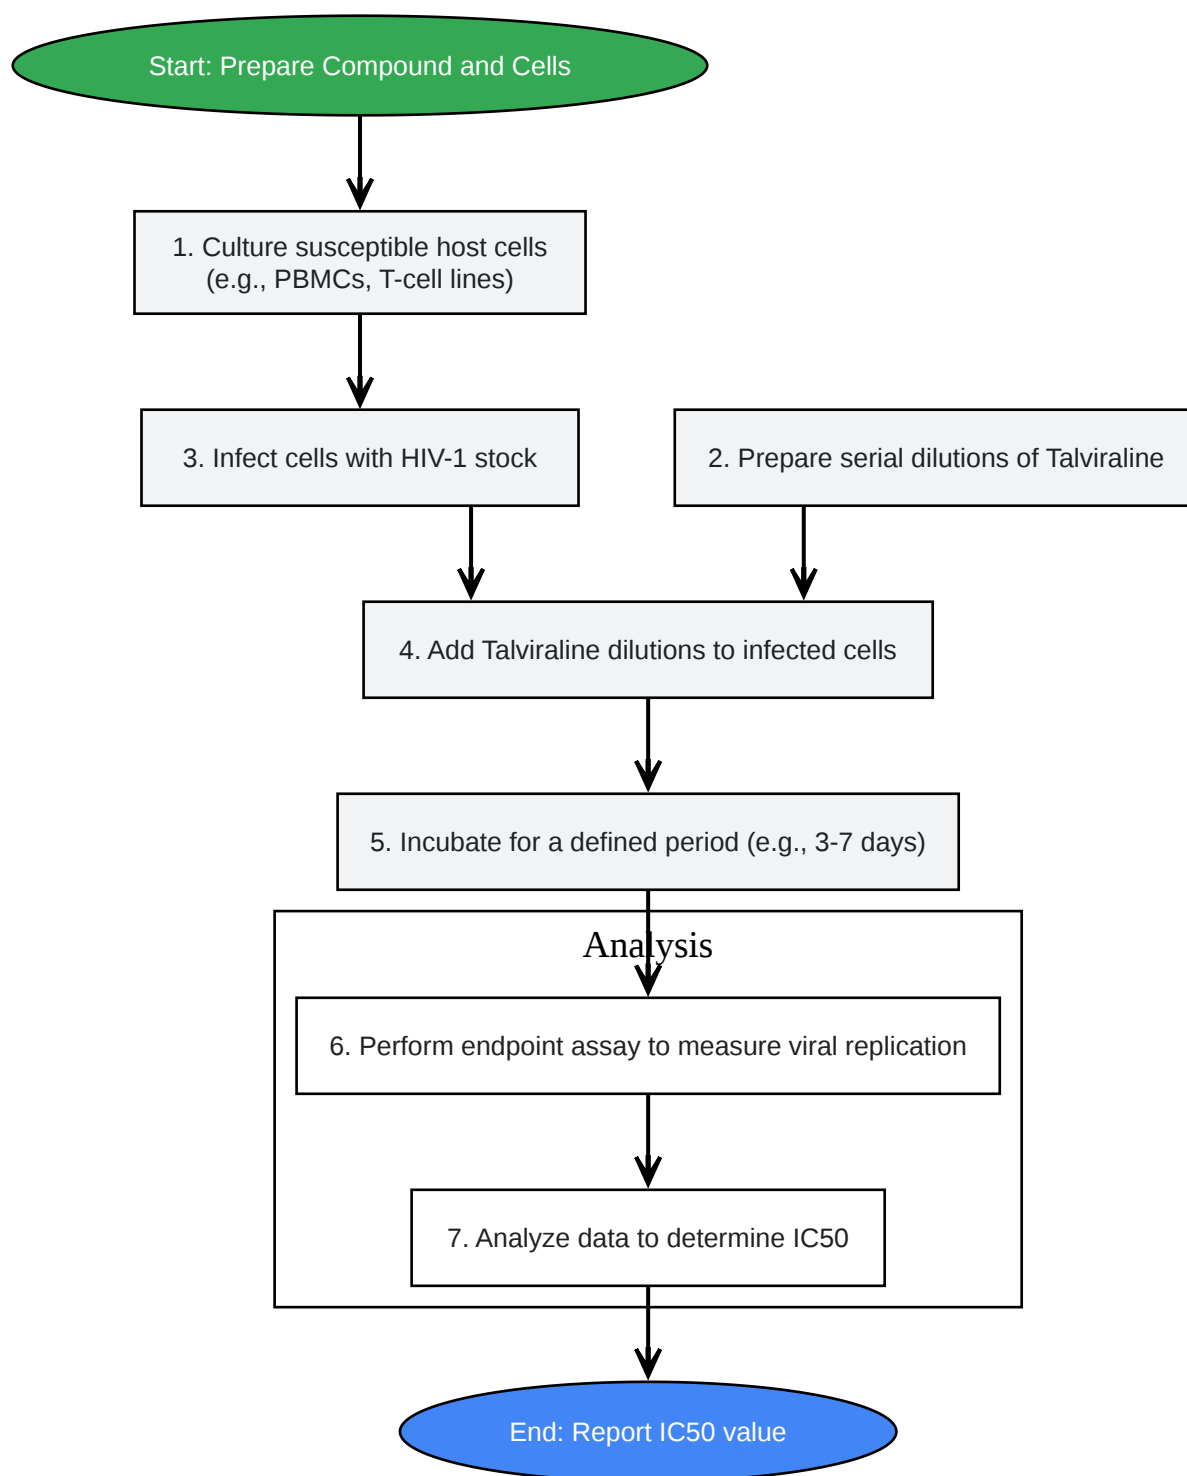 Start: Prepare Compound and Cells
1. Culture susceptible host cells
(e.g., PBMCs, T-cell lines)
3. Infect cells with HIV-1 stock
2. Prepare serial dilutions of Talviraline
4. Add Talviraline dilutions to infected cells
5. Incubate for a defined period (e.g., 3-7 days)
Analysis
6. Perform endpoint assay to measure viral replication
7. Analyze data to determine IC50
End: Report IC50 value